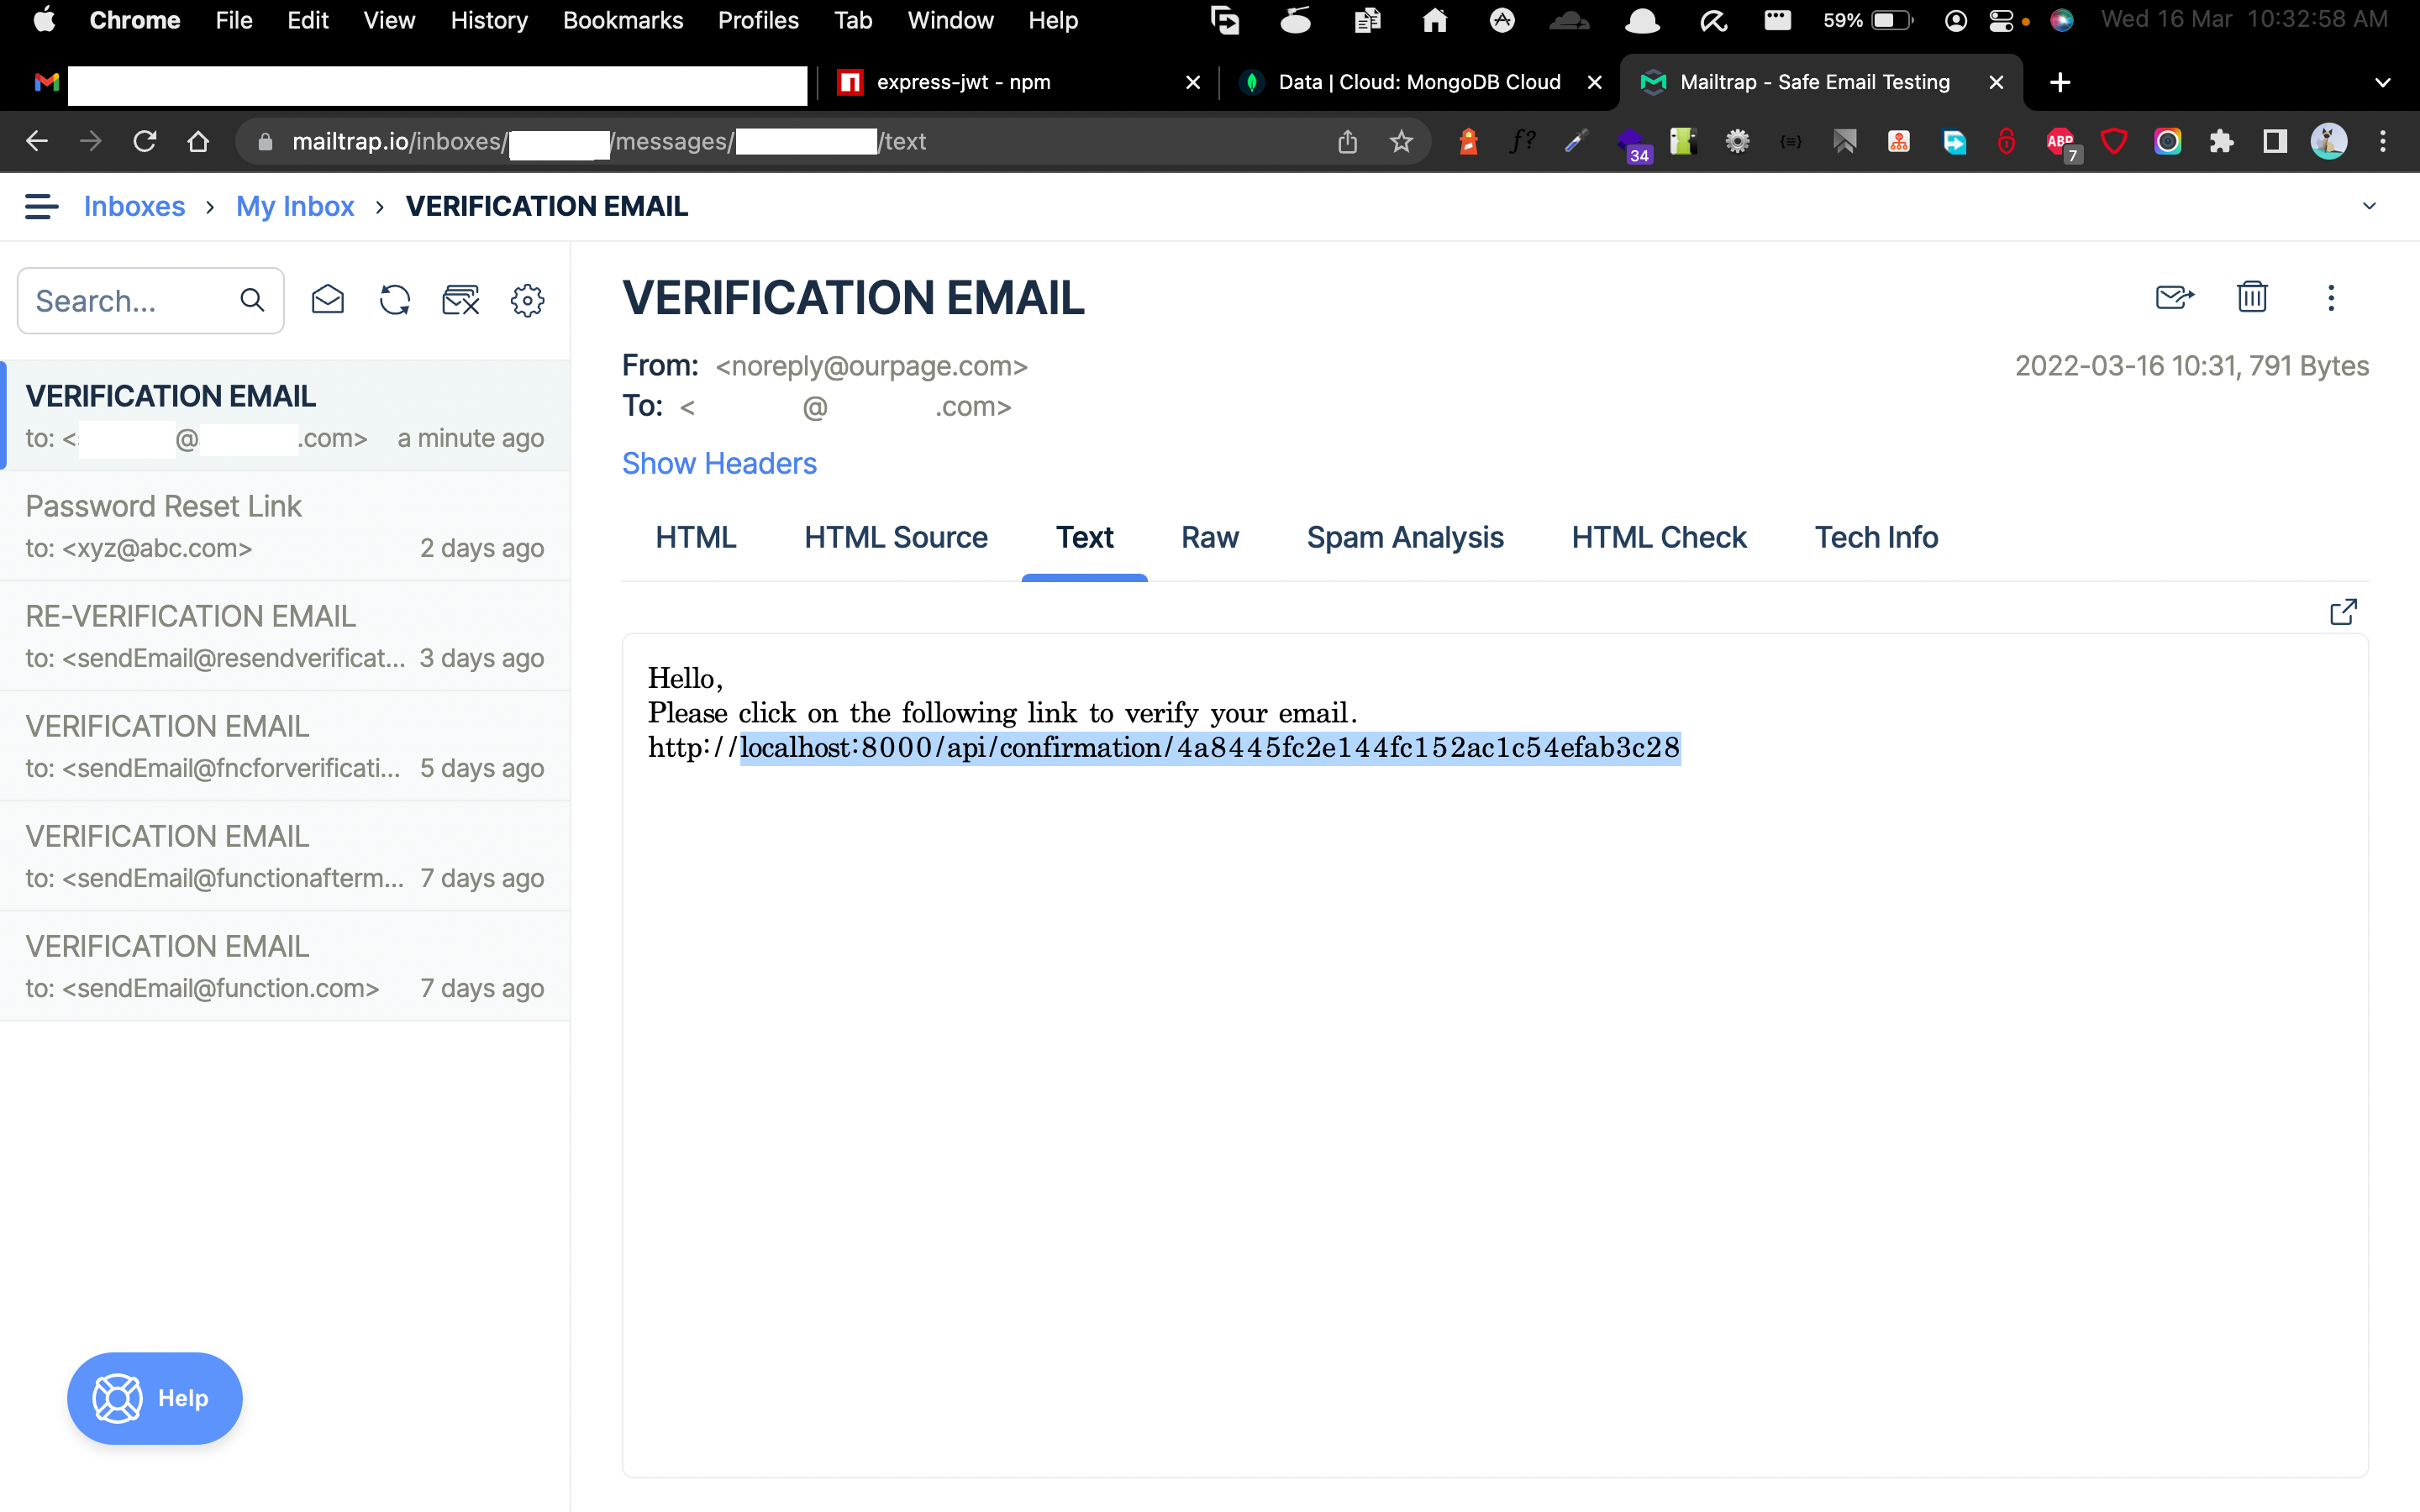 Chrome File Edit View History Bookmarks Profiles Tab Window Help 59% Wed 16 Mar 10:32:58 AM
express-jwt - npm Data | Cloud: MongoDB Cloud Mailtrap - Safe Email Testing
mailtrap.io/inboxes/ /messages/ /text f? {≡} 34 ABP 7
Inboxes › My Inbox › VERIFICATION EMAIL
Search...
VERIFICATION EMAIL
to: < @ .com> a minute ago
Password Reset Link
to: <xyz@abc.com> 2 days ago
RE-VERIFICATION EMAIL
to: <sendEmail@resendverificat... 3 days ago
VERIFICATION EMAIL
to: <sendEmail@fncforverificati... 5 days ago
VERIFICATION EMAIL
to: <sendEmail@functionafterm... 7 days ago
VERIFICATION EMAIL
to: <sendEmail@function.com> 7 days ago
Help
VERIFICATION EMAIL
From: <noreply@ourpage.com> 2022-03-16 10:31, 791 Bytes
To: < @ .com>
Show Headers
HTML HTML Source Text Raw Spam Analysis HTML Check Tech Info
Hello,
Please click on the following link to verify your email.
http://localhost:8000/api/confirmation/4a8445fc2e144fc152ac1c54efab3c28